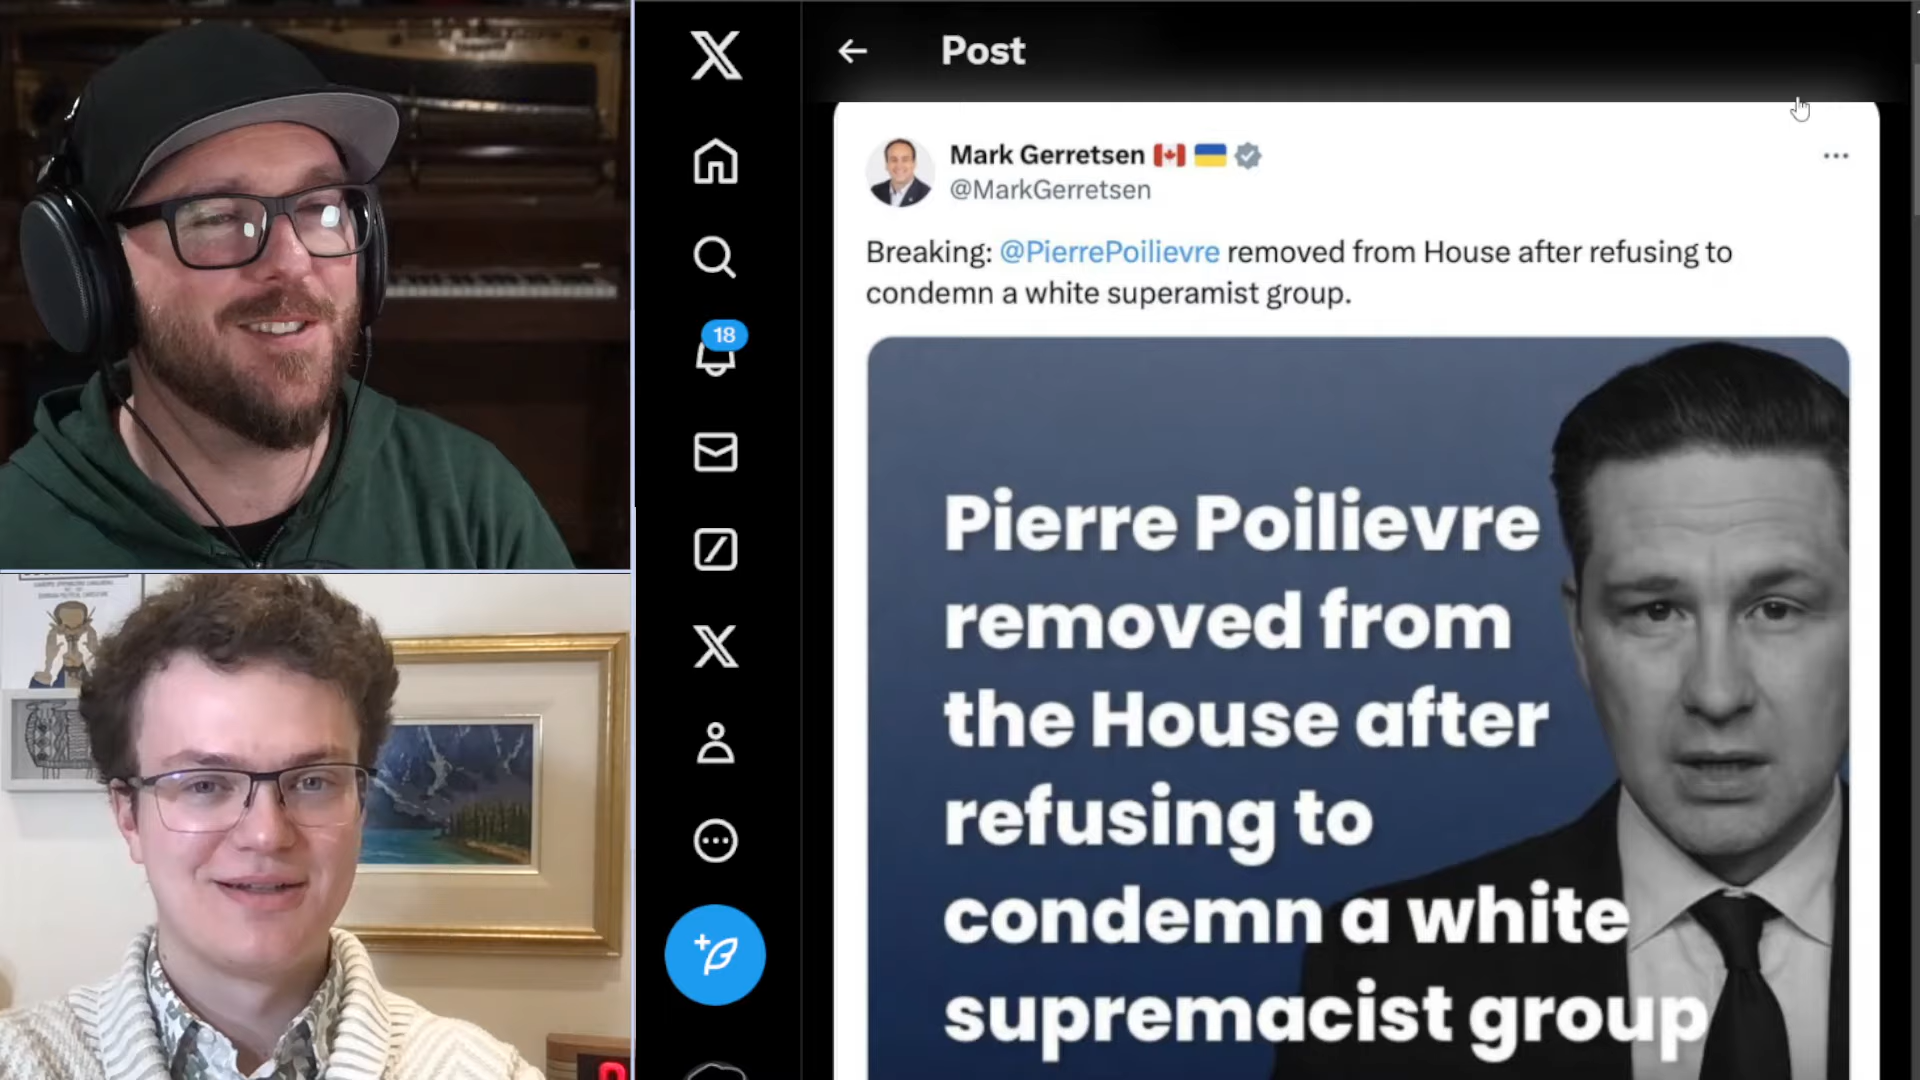 Post
Mark Gerretsen
@MarkGerretsen
Breaking: @PierrePoilievre removed from House after refusing to
condemn a white superamist group.
18
Pierre Poilievre
removed from
the House after
refusing to
condemn a white
supremacist group